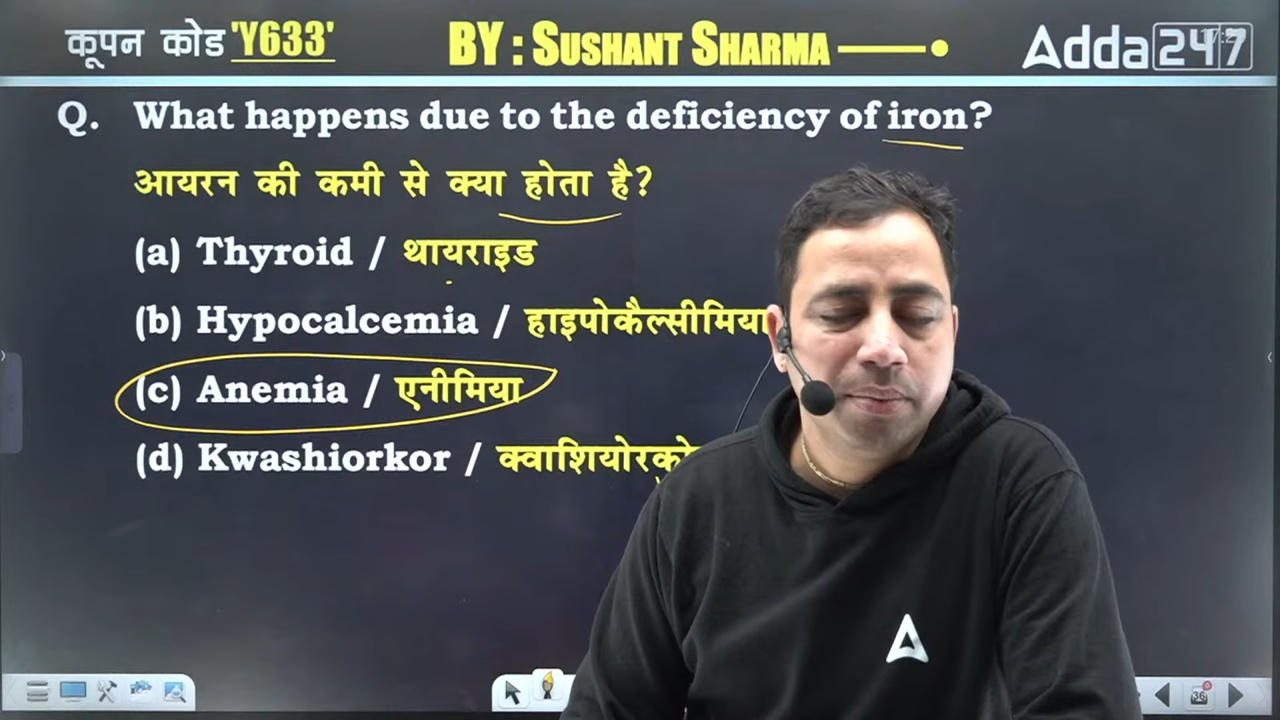 कूपन कोड 'Y633' BY : SUSHANT SHARMA Adda247
Q. What happens due to the deficiency of iron?
आयरन की कमी से क्या होता है?
(a) Thyroid / थायराइड
(b) Hypocalcemia / हाइपोकैल्सीमिया
(c) Anemia / एनीमिया
(d) Kwashiorkor /